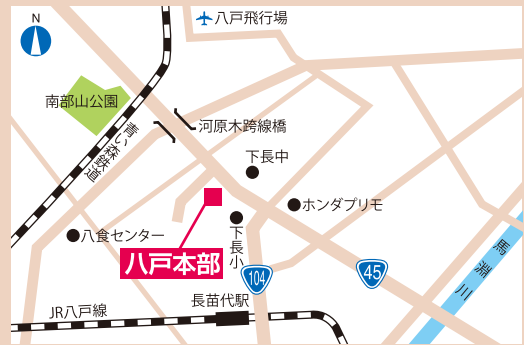 N
八戸飛行場
南部山公園
河原木跨線橋
青い森鉄道
下長中
ホンダプリモ
八食センター
下長小
八戸本部
104
45
馬淵川
長苗代駅
JR八戸線